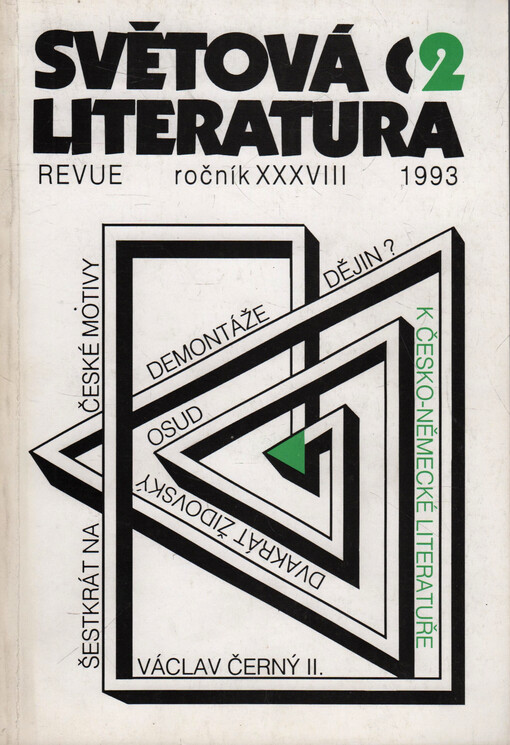 SVĚTOVÁ 2
LITERATURA
REVUE ročník XXXVIII 1993
ŠESTKRÁT NA ČESKÉ MOTIVY
DEMONTÁŽE DĚJIN ?
DVAKRÁT ŽIDOVSKÝ OSUD
K ČESKO-NĚMECKÉ LITERATUŘE
VÁCLAV ČERNÝ II.